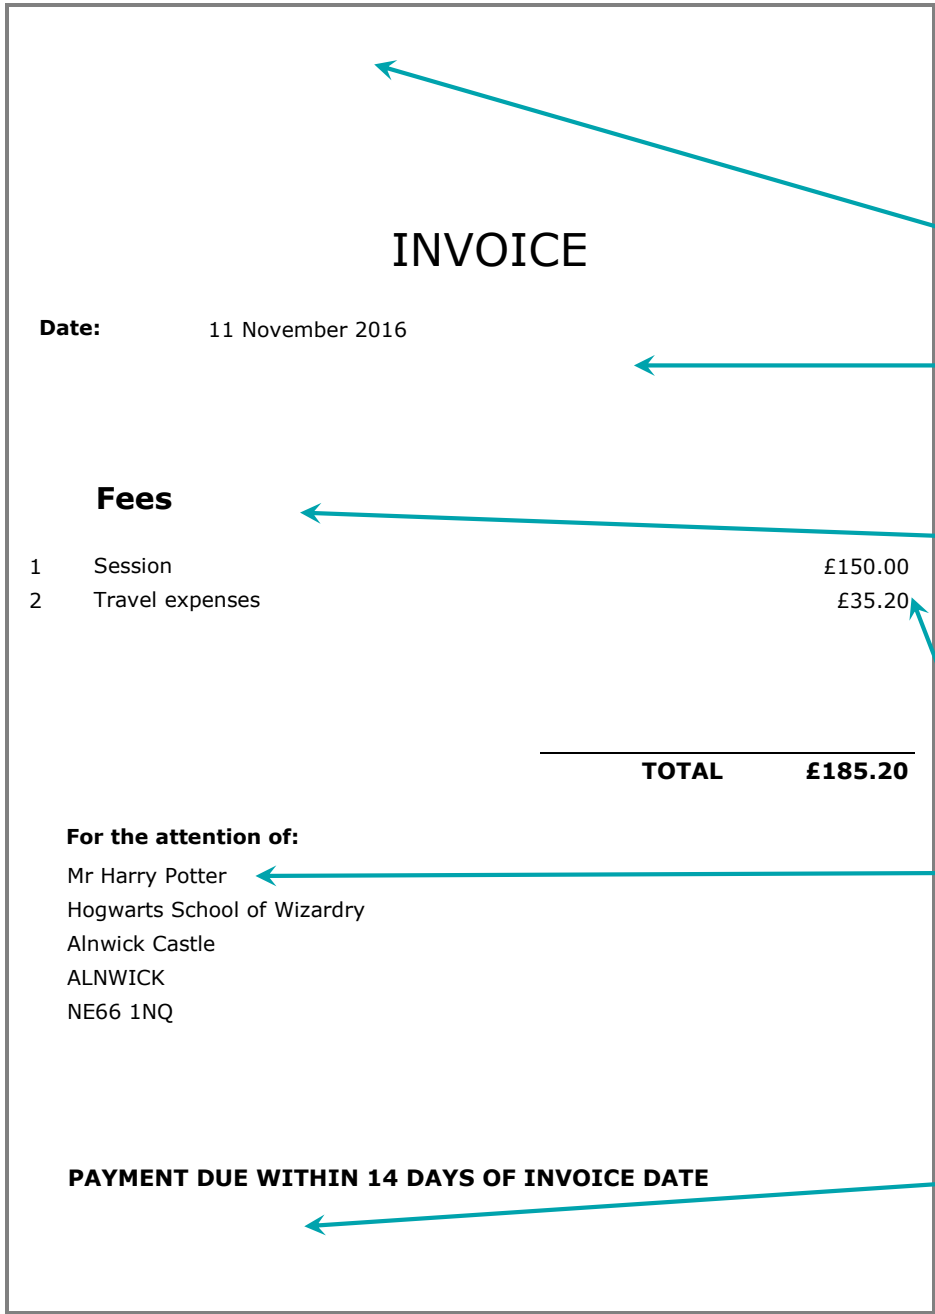 INVOICE
Date: 11 November 2016
Fees
1 Session £150.00
2 Travel expenses £35.20
TOTAL £185.20
For the attention of:
Mr Harry Potter
Hogwarts School of Wizardry
Alnwick Castle
ALNWICK
NE66 1NQ
PAYMENT DUE WITHIN 14 DAYS OF INVOICE DATE